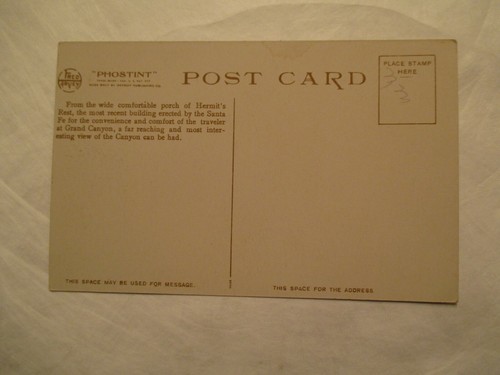 Fred
Harvey
"PHOSTINT"
POST CARD
PLACE STAMP
HERE
From the wide comfortable porch of Hermit's
Rest, the most recent building erected by the Santa
Fe for the convenience and comfort of the traveler
at Grand Canyon, a far reaching and most inter-
esting view of the Canyon can be had.
THIS SPACE MAY BE USED FOR MESSAGE.
THIS SPACE FOR THE ADDRESS